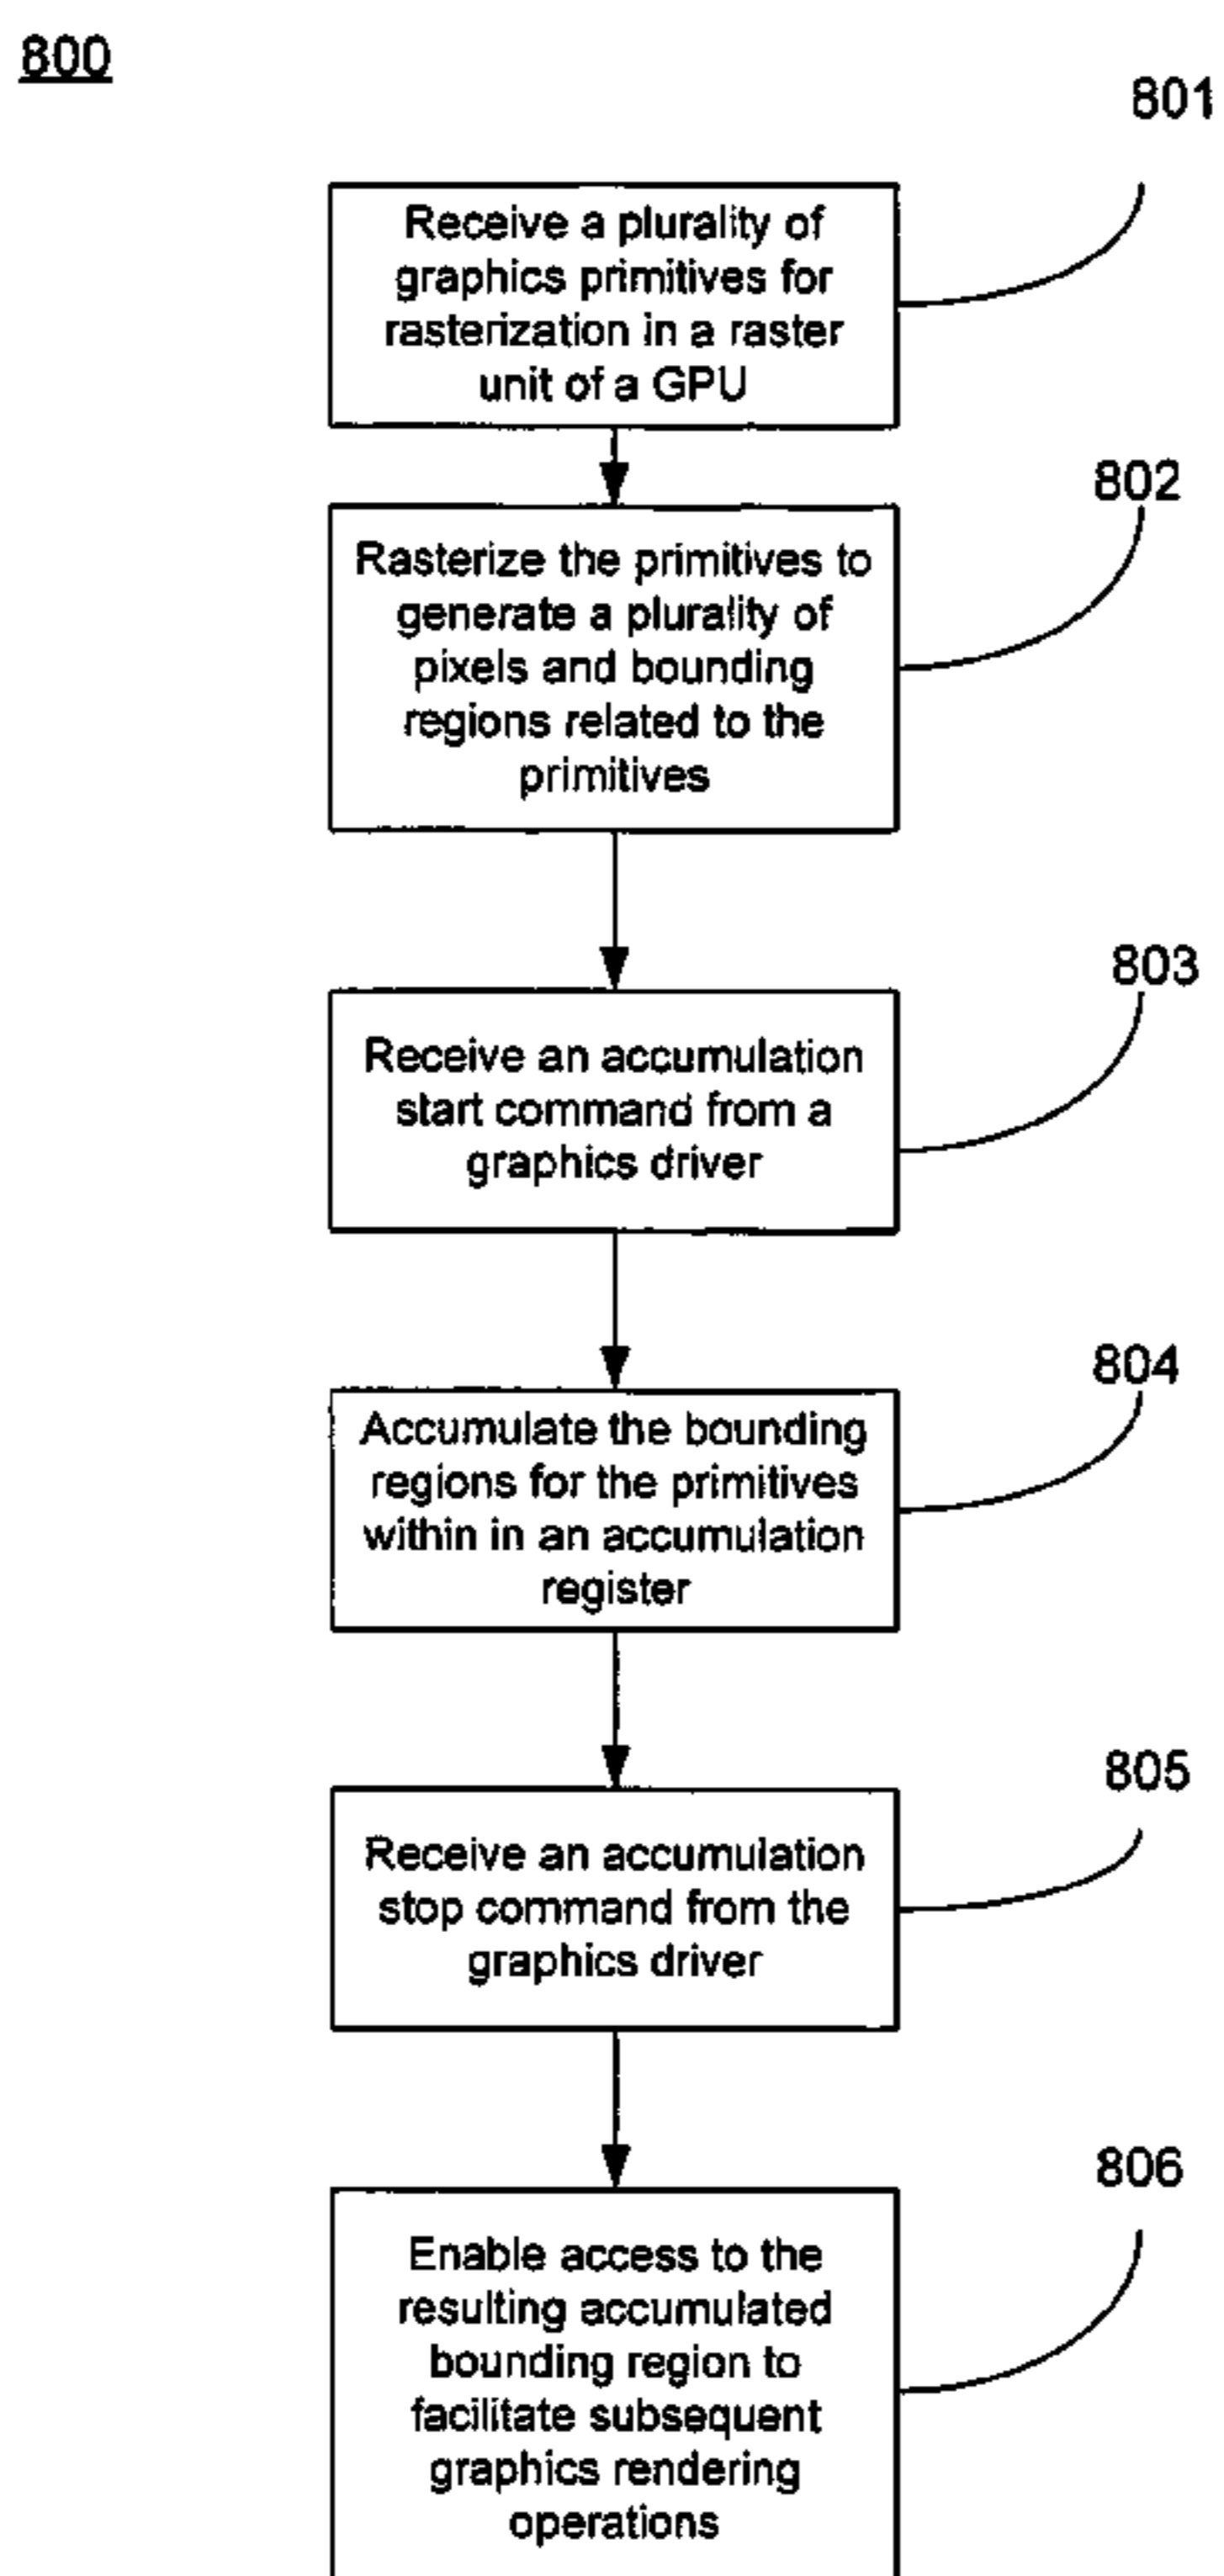 800
801
Receive a plurality of
graphics primitives for
rasterization in a raster
unit of a GPU
802
Rasterize the primitives to
generate a plurality of
pixels and bounding
regions related to the
primitives
803
Receive an accumulation
start command from a
graphics driver
804
Accumulate the bounding
regions for the primitives
within in an accumulation
register
805
Receive an accumulation
stop command from the
graphics driver
806
Enable access to the
resulting accumulated
bounding region to
facilitate subsequent
graphics rendering
operations